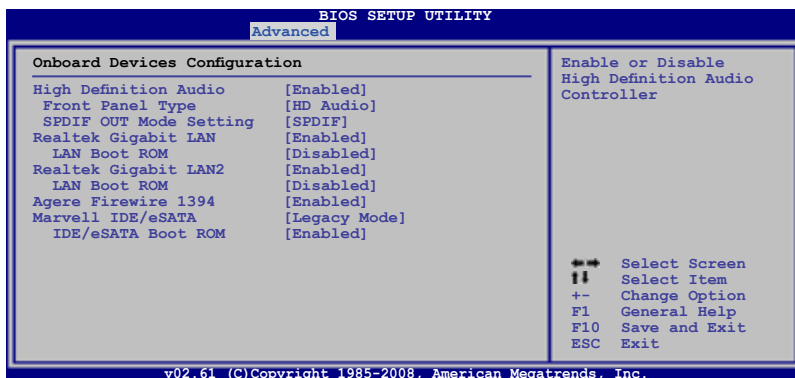 BIOS SETUP UTILITY
Advanced
Onboard Devices Configuration
High Definition Audio [Enabled]
Front Panel Type [HD Audio]
SPDIF OUT Mode Setting [SPDIF]
Realtek Gigabit LAN [Enabled]
LAN Boot ROM [Disabled]
Realtek Gigabit LAN2 [Enabled]
LAN Boot ROM [Disabled]
Agere Firewire 1394 [Enabled]
Marvell IDE/eSATA [Legacy Mode]
IDE/eSATA Boot ROM [Enabled]
Enable or Disable
High Definition Audio
Controller
Select Screen
Select Item
+- Change Option
F1 General Help
F10 Save and Exit
ESC Exit
v02.61 (C)Copyright 1985-2008, American Megatrends, Inc.